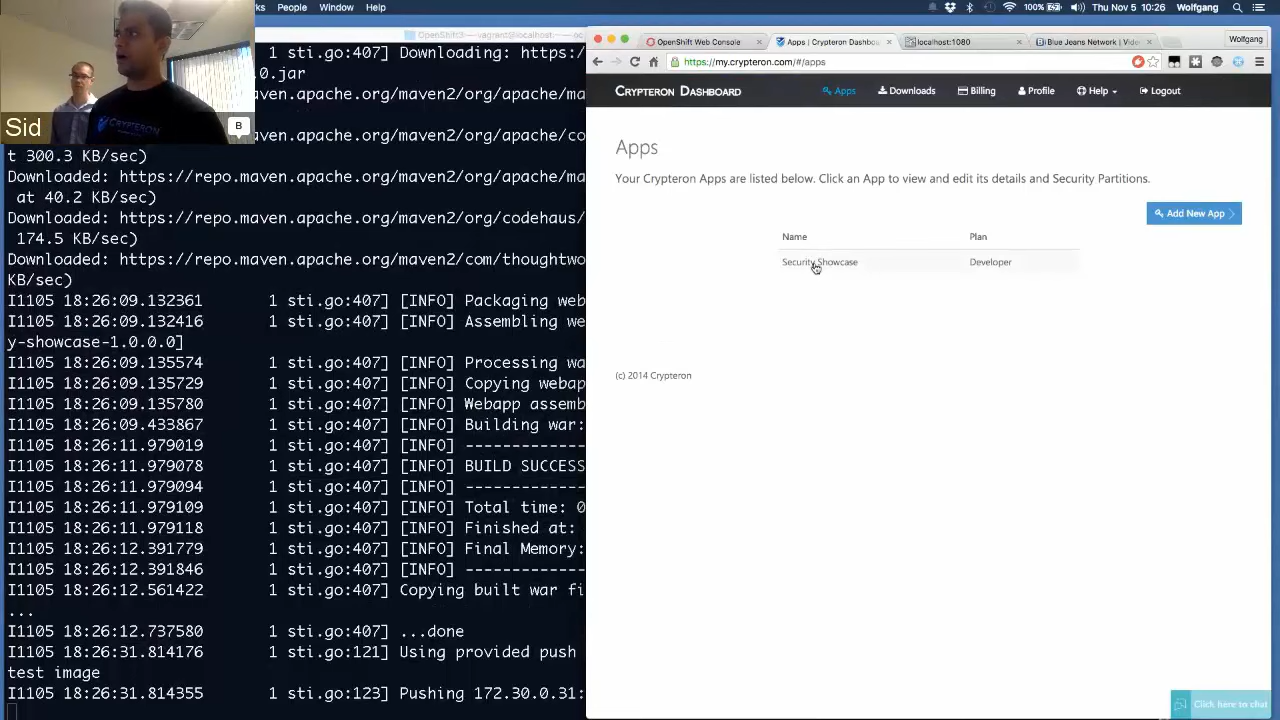 ks People Window Help
100% Thu Nov 5 10:26 Wolfgang
OpenShift3 — vagrant@localhost:~
Sid
B
CRYPTERON
1 sti.go:407] Downloading: https:/
.0.jar
ven.apache.org/maven2/org/apache/ma
ven.apache.org/maven2/org/apache/co
t 300.3 KB/sec)
Downloaded: https://repo.maven.apache.org/maven2/org/apache/ma
at 40.2 KB/sec)
Downloaded: https://repo.maven.apache.org/maven2/org/codehaus/
174.5 KB/sec)
Downloaded: https://repo.maven.apache.org/maven2/com/thoughtwo
KB/sec)
I1105 18:26:09.132361 1 sti.go:407] [INFO] Packaging web
I1105 18:26:09.132416 1 sti.go:407] [INFO] Assembling we
y-showcase-1.0.0.0]
I1105 18:26:09.135574 1 sti.go:407] [INFO] Processing wa
I1105 18:26:09.135729 1 sti.go:407] [INFO] Copying webap
I1105 18:26:09.135780 1 sti.go:407] [INFO] Webapp assemb
I1105 18:26:09.433867 1 sti.go:407] [INFO] Building war:
I1105 18:26:11.979019 1 sti.go:407] [INFO] -------------
I1105 18:26:11.979078 1 sti.go:407] [INFO] BUILD SUCCESS
I1105 18:26:11.979094 1 sti.go:407] [INFO] -------------
I1105 18:26:11.979109 1 sti.go:407] [INFO] Total time: 0
I1105 18:26:11.979118 1 sti.go:407] [INFO] Finished at:
I1105 18:26:12.391779 1 sti.go:407] [INFO] Final Memory:
I1105 18:26:12.391846 1 sti.go:407] [INFO] -------------
I1105 18:26:12.561422 1 sti.go:407] Copying built war fi
...
I1105 18:26:12.737580 1 sti.go:407] ...done
I1105 18:26:31.814176 1 sti.go:121] Using provided push
test image
I1105 18:26:31.814355 1 sti.go:123] Pushing 172.30.0.31:
OpenShift Web Console
Apps | Crypteron Dashboa
localhost:1080
Blue Jeans Network | Vide
Wolfgang
https://my.crypteron.com/#/apps
CRYPTERON DASHBOARD
Apps Downloads Billing Profile Help Logout
Apps
Your Crypteron Apps are listed below. Click an App to view and edit its details and Security Partitions.
Add New App
Name Plan
Security Showcase Developer
(c) 2014 Crypteron
Click here to chat